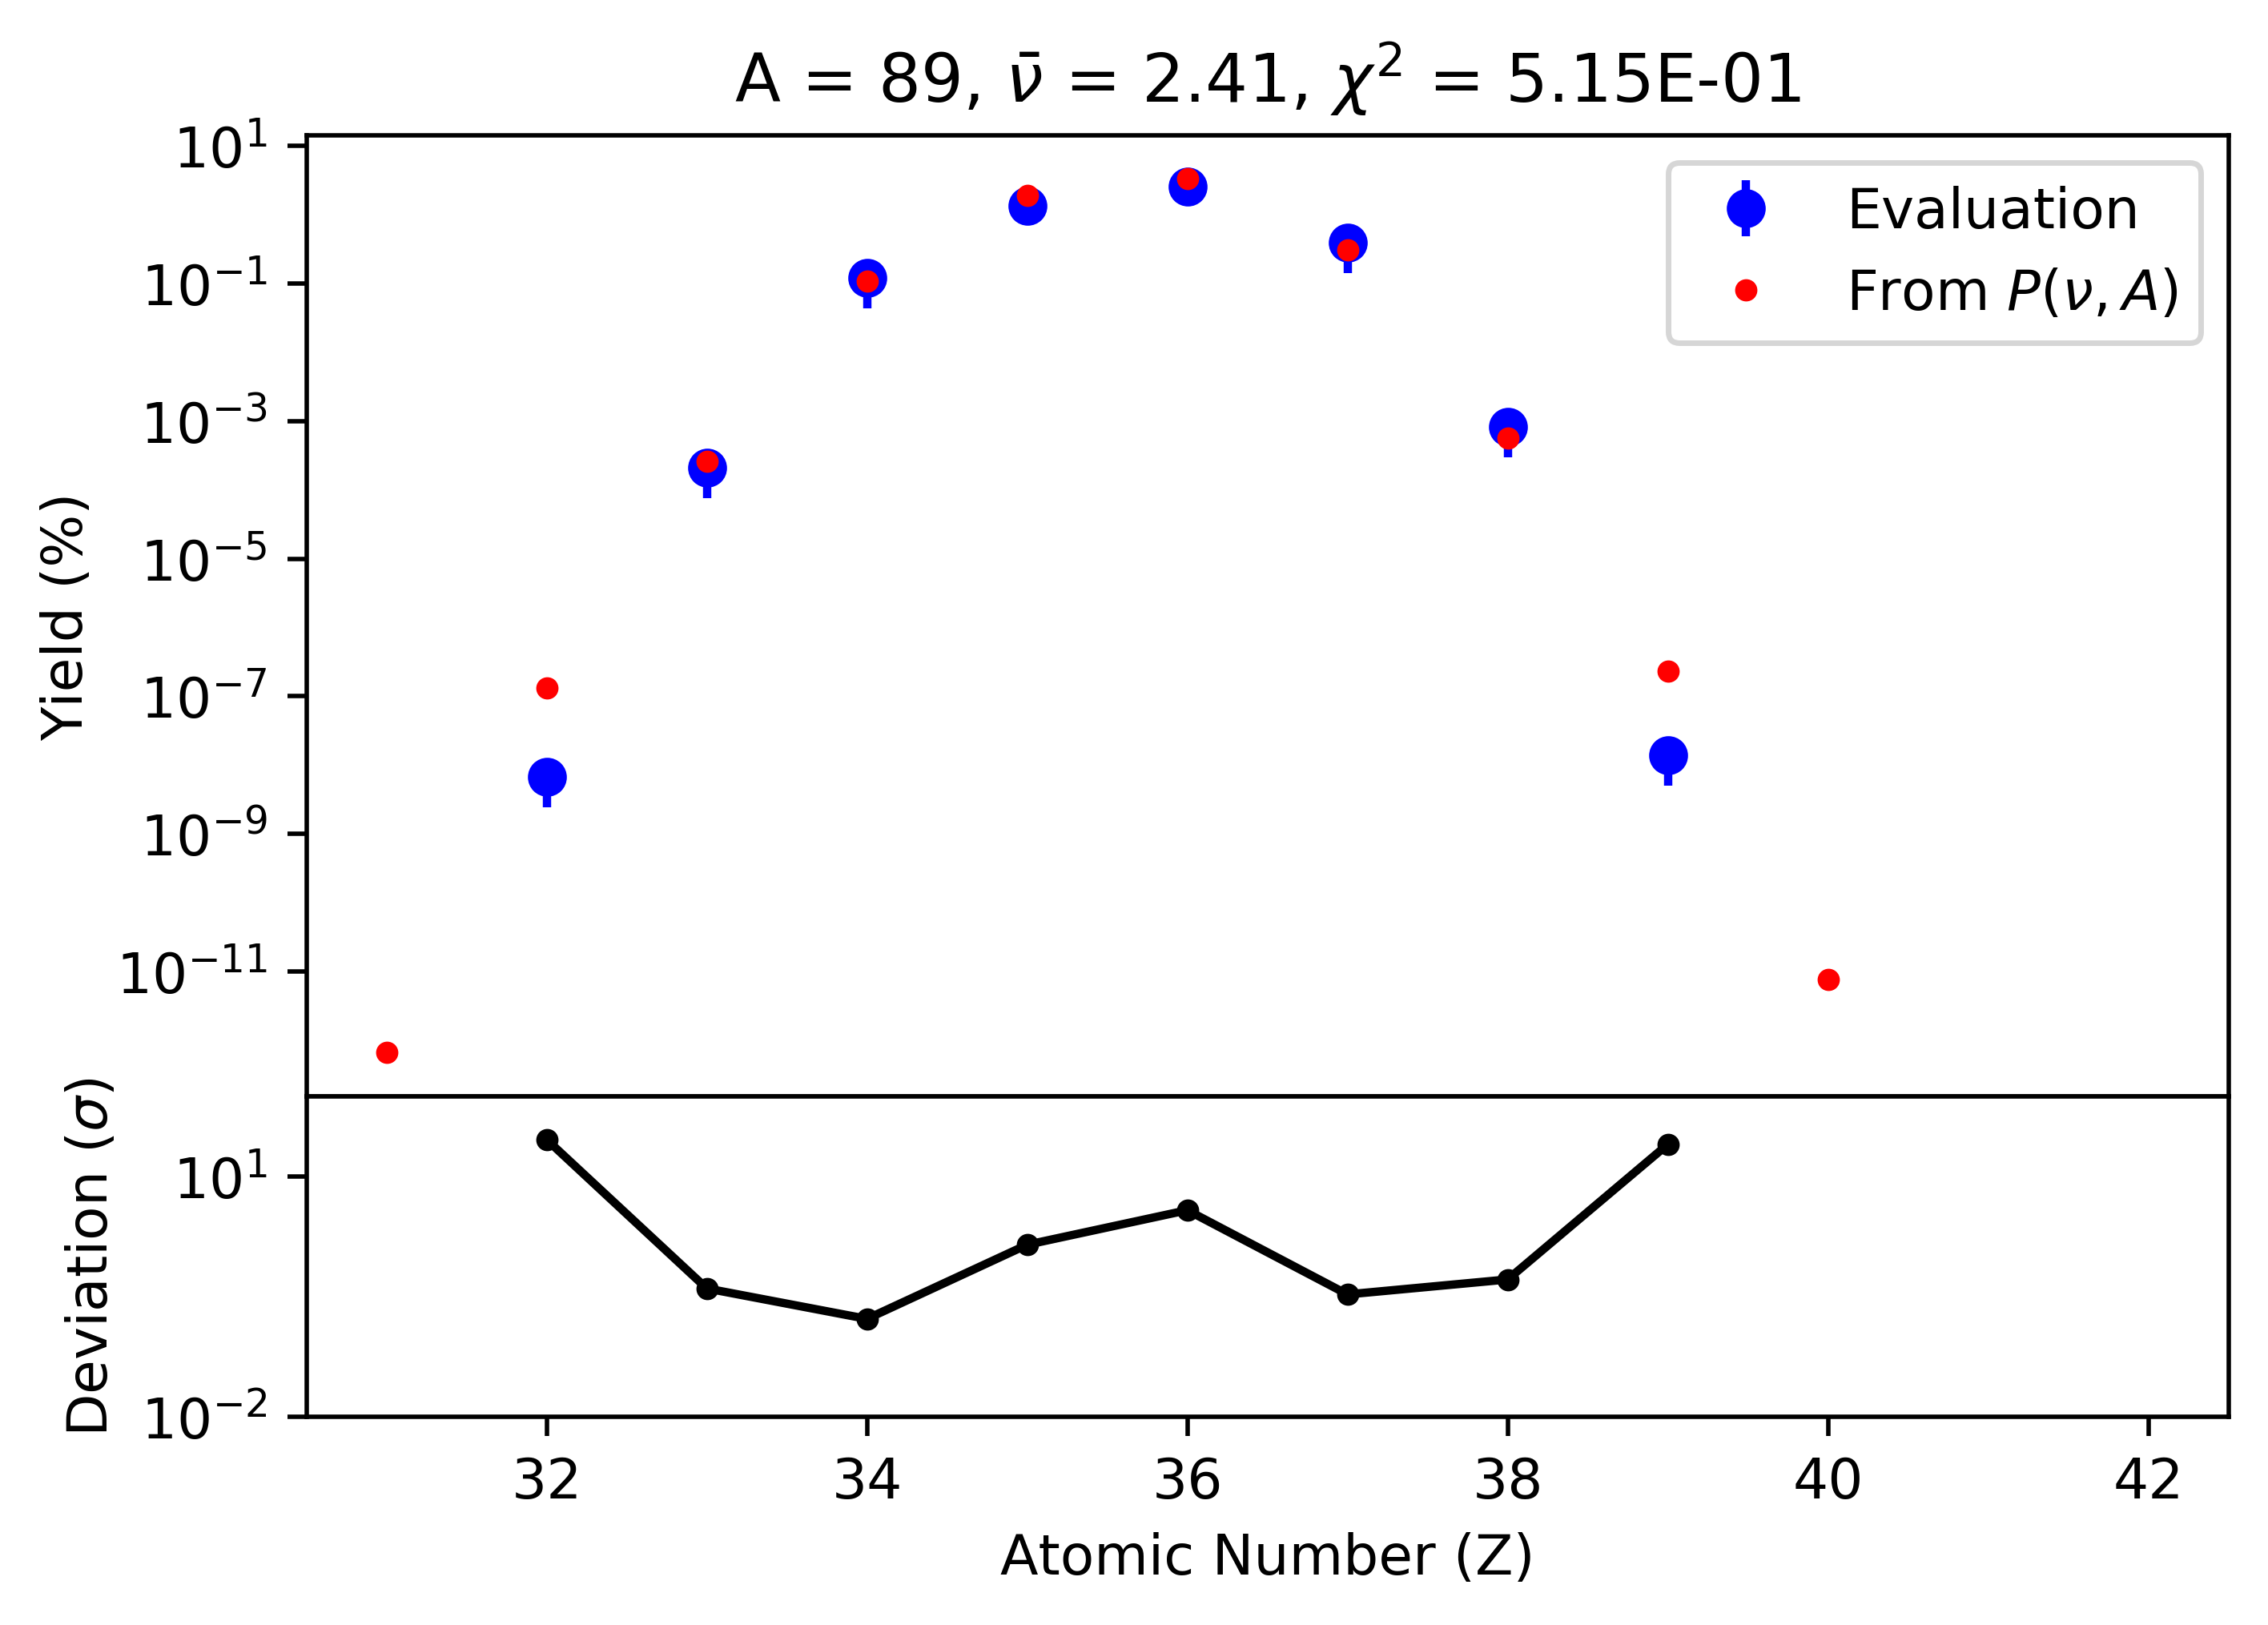 A = 89, ν̄ = 2.41, χ² = 5.15E-01
Yield (%)
10¹
10⁻¹
10⁻³
10⁻⁵
10⁻⁷
10⁻⁹
10⁻¹¹
Evaluation
From P(ν, A)
Deviation (σ)
10¹
10⁻²
32 34 36 38 40 42
Atomic Number (Z)